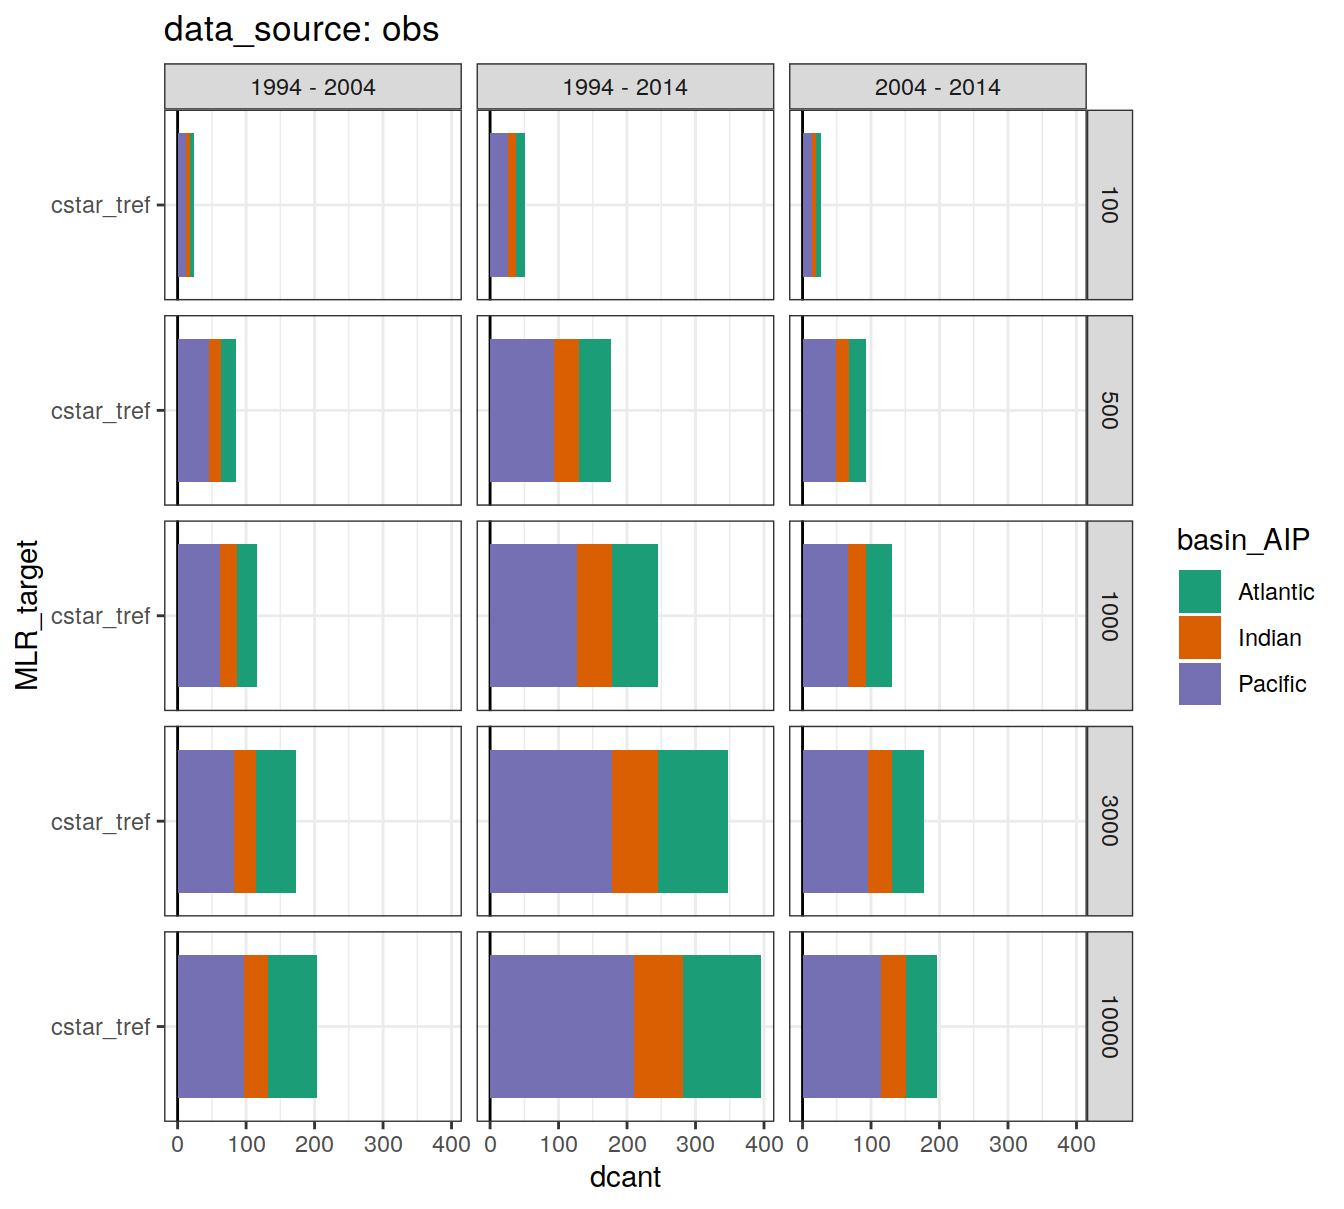 data_source: obs
1994 - 2004
1994 - 2014
2004 - 2014
cstar_tref
100
cstar_tref
500
cstar_tref
1000
cstar_tref
3000
cstar_tref
10000
MLR_target
0 100 200 300 400
0 100 200 300 400
0 100 200 300 400
dcant
basin_AIP
Atlantic
Indian
Pacific